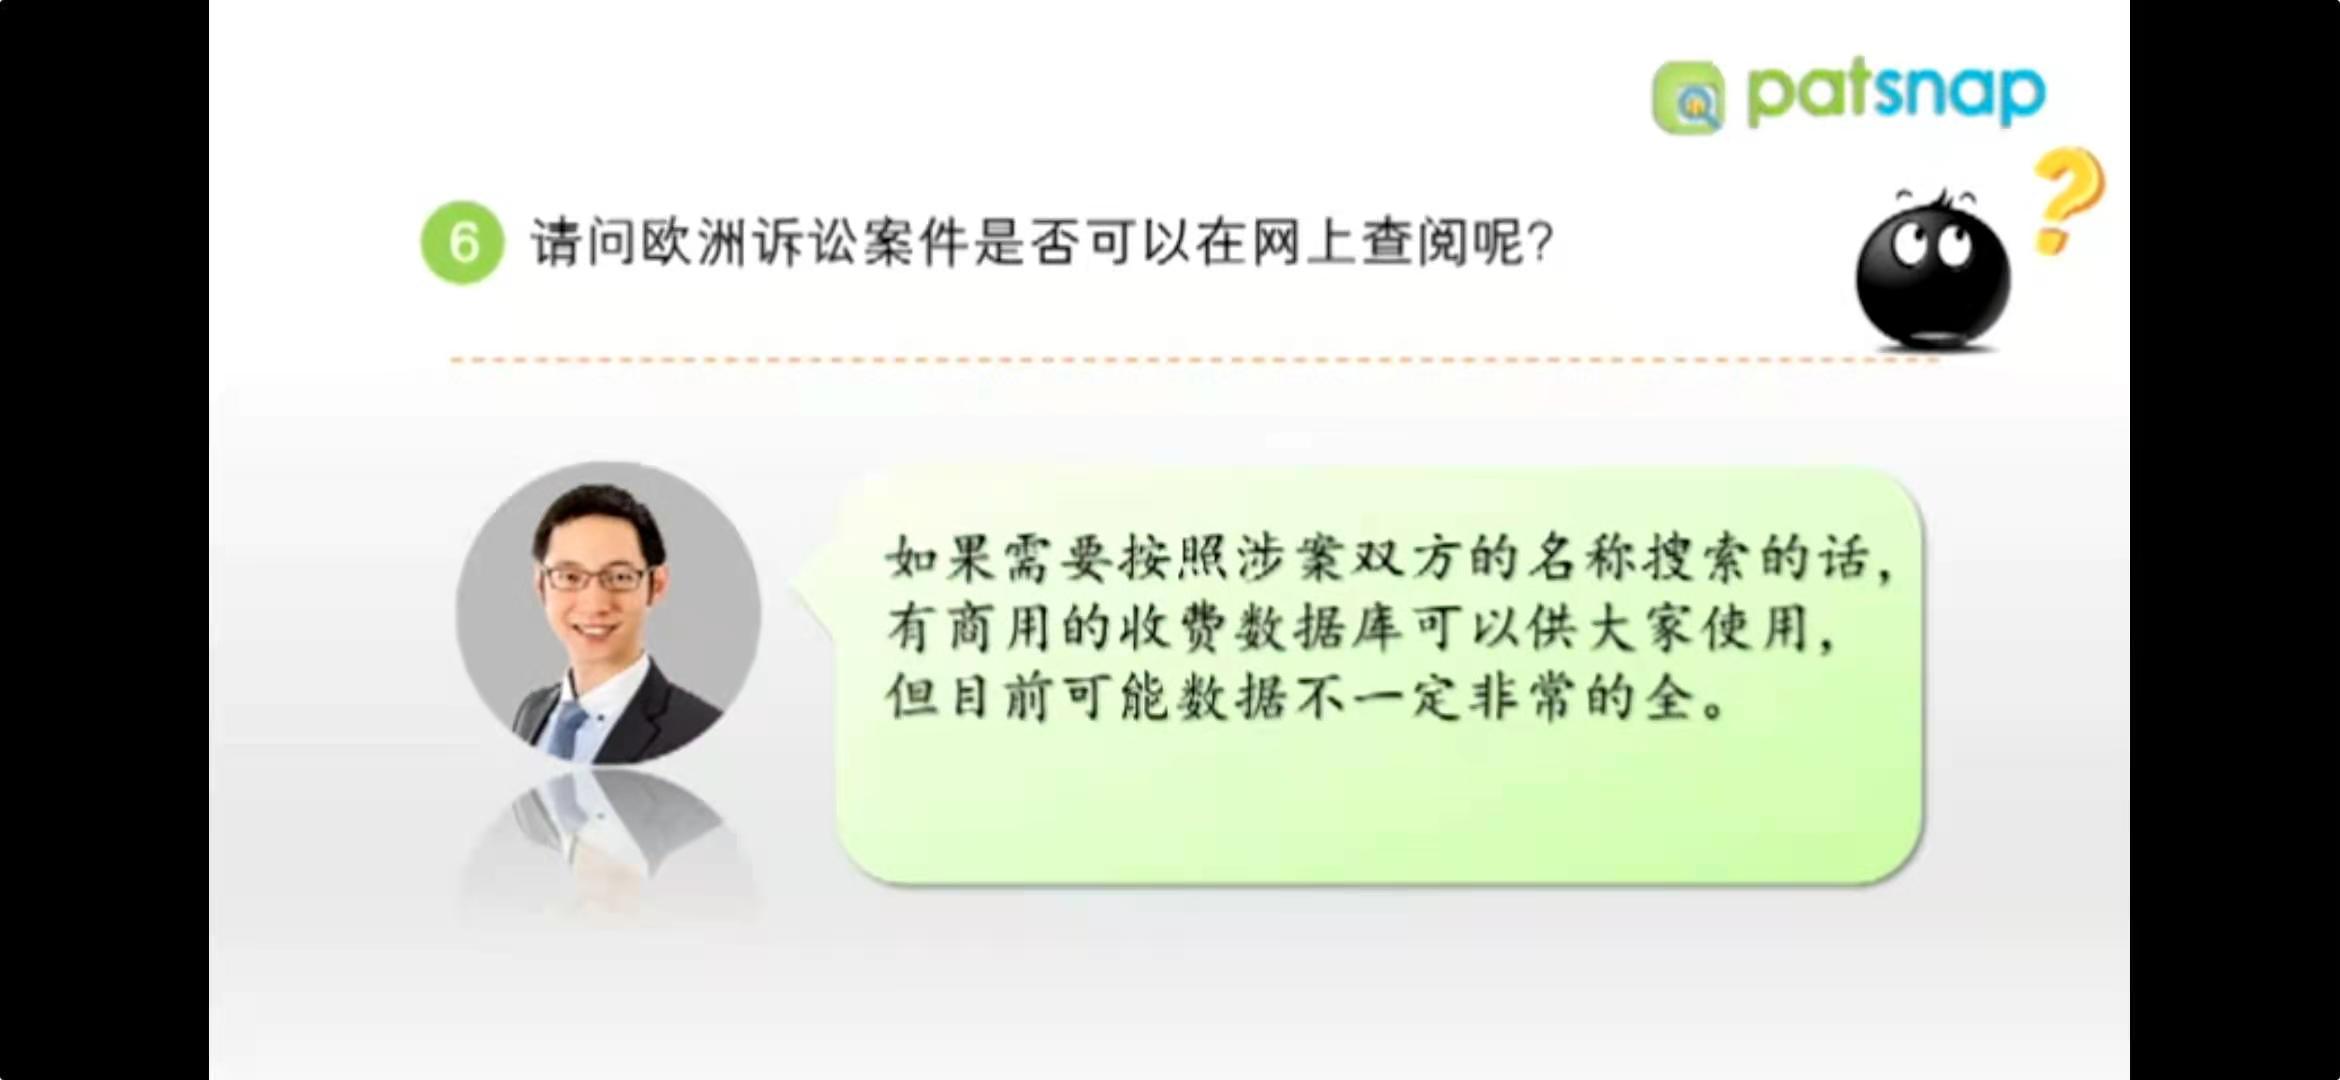 patsnap
6 请问欧洲诉讼案件是否可以在网上查阅呢?
如果需要按照涉案双方的名称搜索的话，
有商用的收费数据库可以供大家使用，
但目前可能数据不一定非常的全。